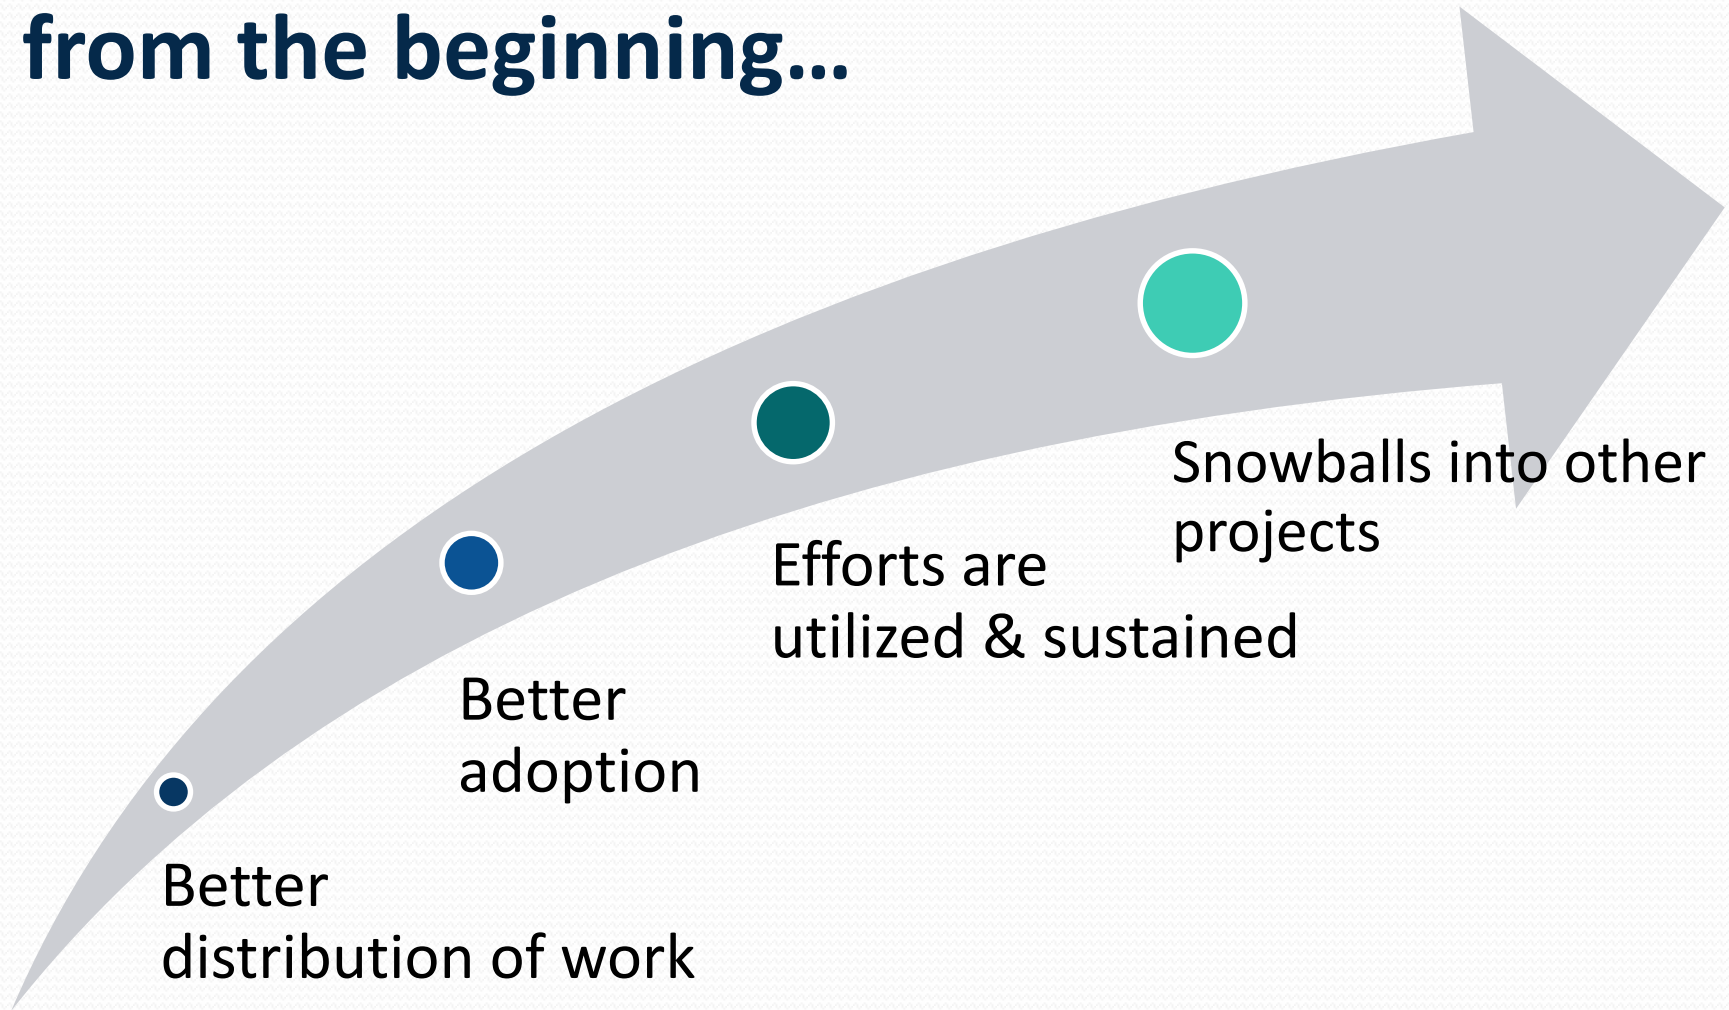 from the beginning...
Snowballs into other
projects
Efforts are
utilized & sustained
Better
adoption
Better
distribution of work